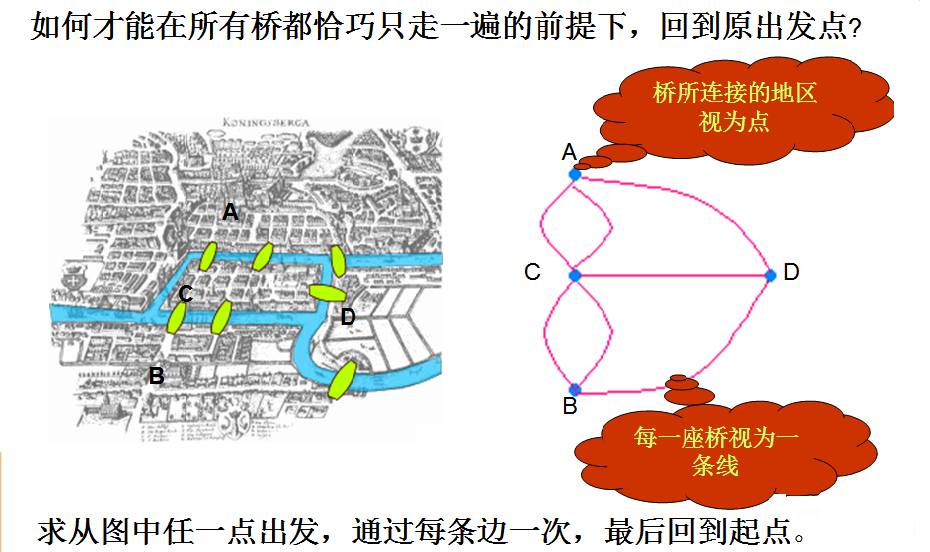 如何才能在所有桥都恰巧只走一遍的前提下，回到原出发点?
桥所连接的地区
视为点
KONINGSBERGA
A
A
C
C
D
D
B
B
每一座桥视为一
条线
求从图中任一点出发，通过每条边一次，最后回到起点。